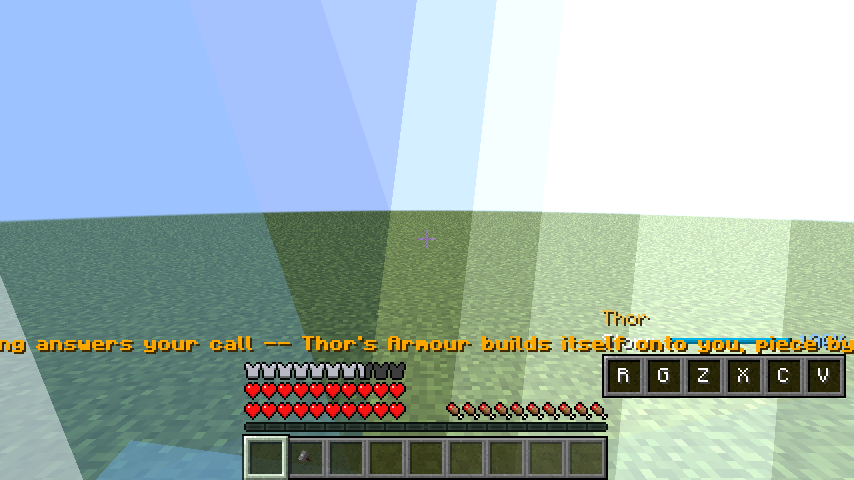 Thor
ng answers your call -- Thor's Armour builds itself onto you, piece by
R G Z X C V